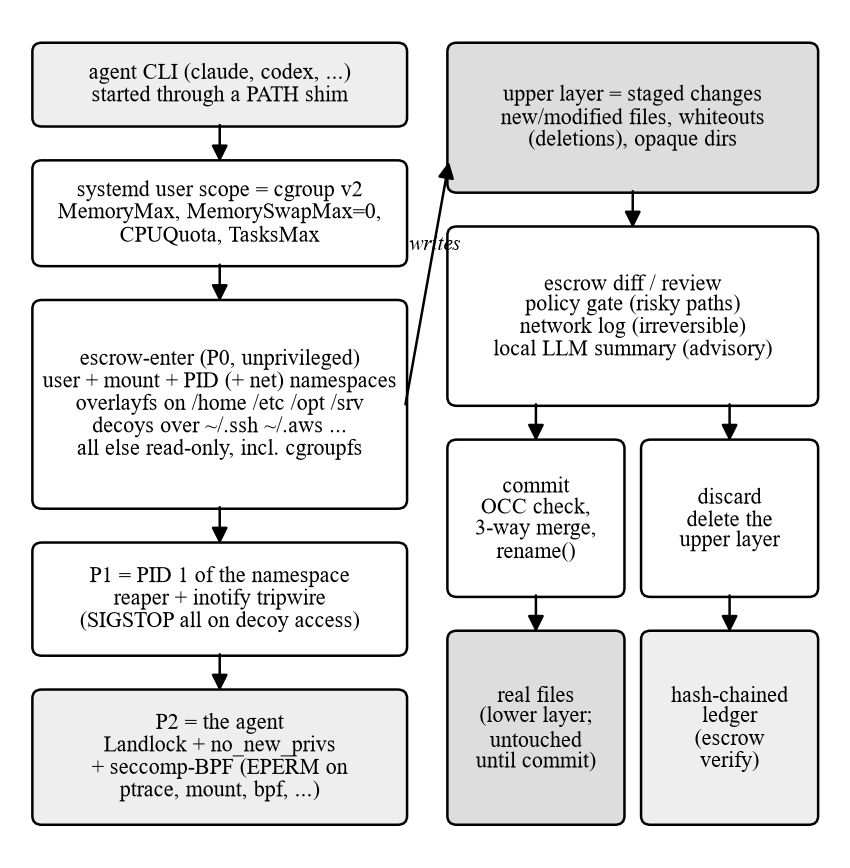 agent CLI (claude, codex, ...)
started through a PATH shim
systemd user scope = cgroup v2
MemoryMax, MemorySwapMax=0,
CPUQuota, TasksMax
escrow-enter (P0, unprivileged)
user + mount + PID (+ net) namespaces
overlayfs on /home /etc /opt /srv
decoys over ~/.ssh ~/.aws ...
all else read-only, incl. cgroupfs
P1 = PID 1 of the namespace
reaper + inotify tripwire
(SIGSTOP all on decoy access)
P2 = the agent
Landlock + no_new_privs
+ seccomp-BPF (EPERM on
ptrace, mount, bpf, ...)
writes
upper layer = staged changes
new/modified files, whiteouts
(deletions), opaque dirs
escrow diff / review
policy gate (risky paths)
network log (irreversible)
local LLM summary (advisory)
commit
OCC check,
3-way merge,
rename()
discard
delete the
upper layer
real files
(lower layer;
untouched
until commit)
hash-chained
ledger
(escrow
verify)